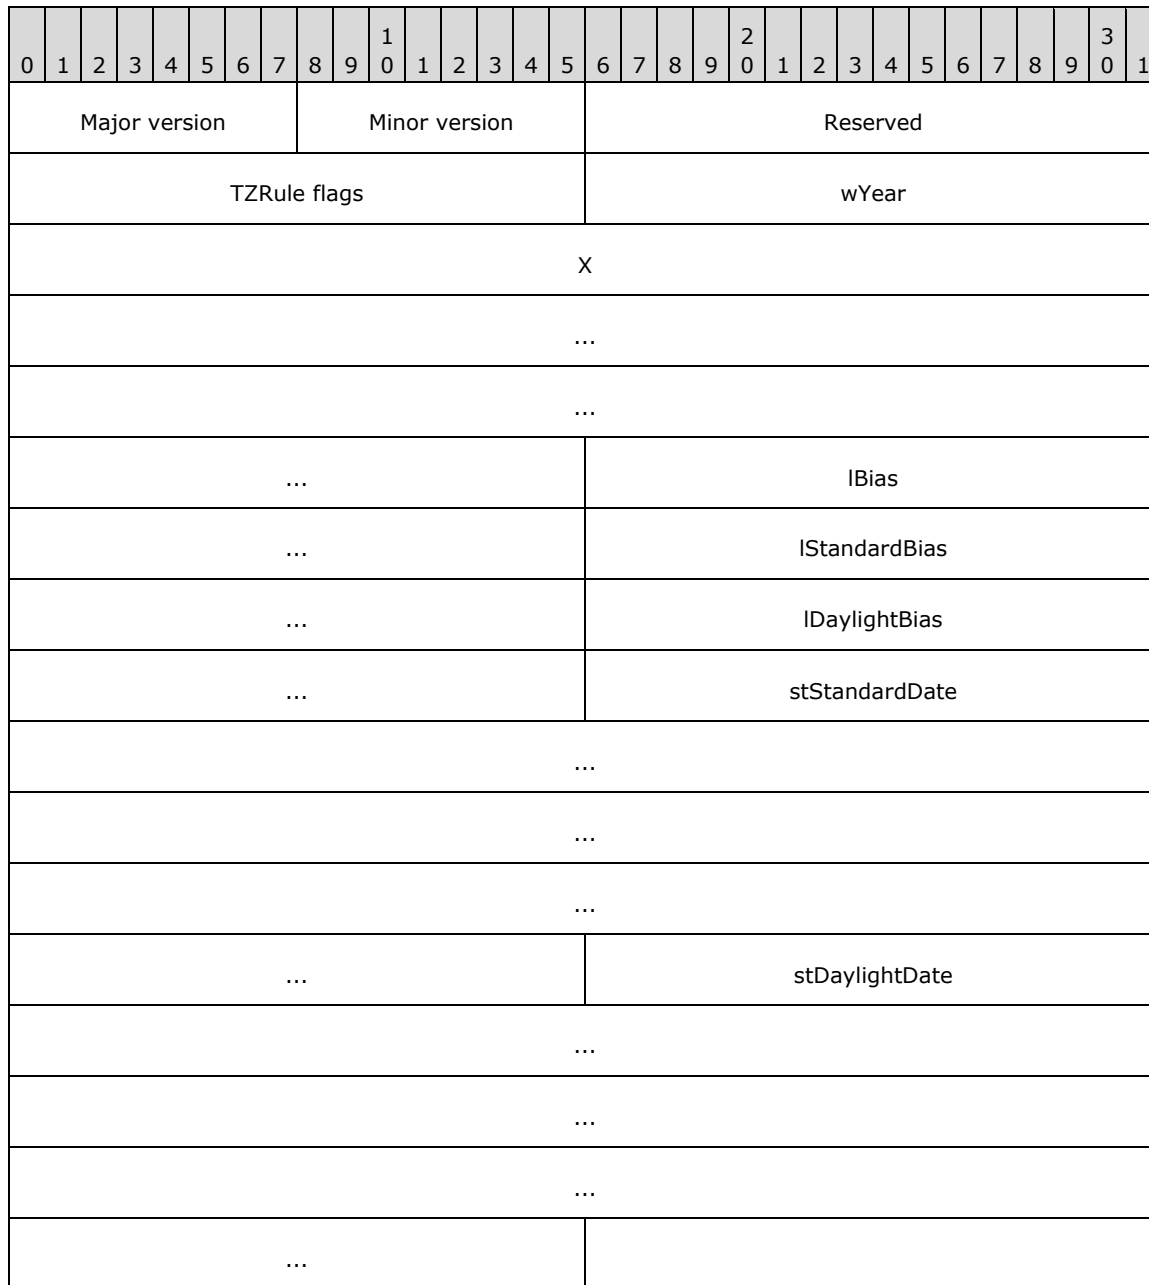 1 2 3
0 1 2 3 4 5 6 7 8 9 0 1 2 3 4 5 6 7 8 9 0 1 2 3 4 5 6 7 8 9 0 1
Major version Minor version Reserved
TZRule flags wYear
X
...
...
... lBias
... lStandardBias
... lDaylightBias
... stStandardDate
...
...
...
... stDaylightDate
...
...
...
...